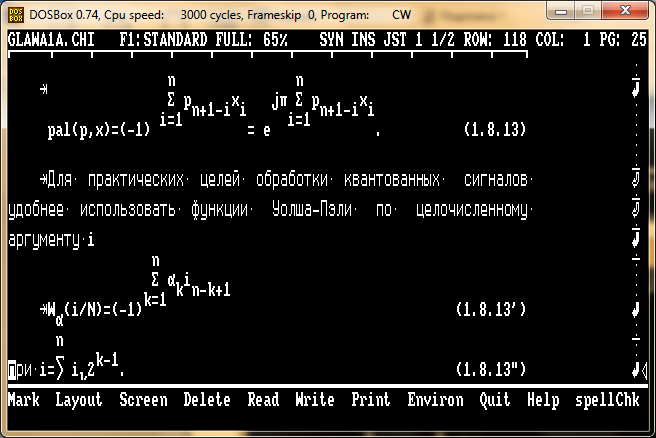 DOSBox 0.74, Cpu speed: 3000 cycles, Frameskip 0, Program: CW
GLAWA1A.CHI F1:STANDARD FULL: 65% SYN INS JST 1 1/2 ROW: 118 COL: 1 PG: 25
n n
Σ p_{n+1-i}x_i jπ Σ p_{n+1-i}x_i
i=1 i=1
pal(p,x)=(-1) = e . (1.8.13)
Для практических целей обработки квантованных сигналов
удобнее использовать функции Уолша-Пэли по целочисленному
аргументу i
n
Σ α_k i_{n-k+1}
k=1
W_α(i/N)=(-1) (1.8.13')
n
при i=∑ i_k 2^{k-1}. (1.8.13")
Mark Layout Screen Delete Read Write Print Environ Quit Help spellChk